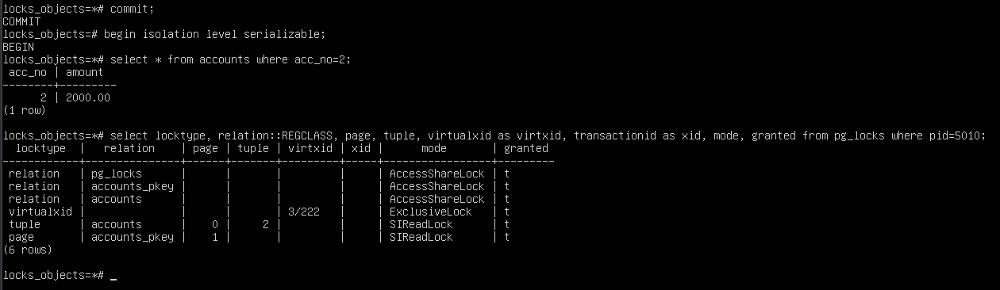 locks_objects=*# commit;
COMMIT
locks_objects=# begin isolation level serializable;
BEGIN
locks_objects=*# select * from accounts where acc_no=2;
 acc_no | amount
--------+---------
      2 | 2000.00
(1 row)

locks_objects=*# select locktype, relation::REGCLASS, page, tuple, virtualxid as virtxid, transactionid as xid, mode, granted from pg_locks where pid=5010;
  locktype  |   relation    | page | tuple | virtxid | xid |      mode       | granted
------------+---------------+------+-------+---------+-----+-----------------+---------
 relation   | pg_locks      |      |       |         |     | AccessShareLock | t
 relation   | accounts_pkey |      |       |         |     | AccessShareLock | t
 relation   | accounts      |      |       |         |     | AccessShareLock | t
 virtualxid |               |      |       | 3/222   |     | ExclusiveLock   | t
 tuple      | accounts      |    0 |     2 |         |     | SIReadLock      | t
 page       | accounts_pkey |    1 |       |         |     | SIReadLock      | t
(6 rows)

locks_objects=*# _